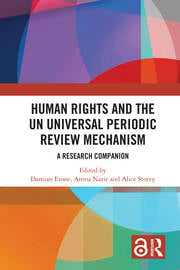 HUMAN RIGHTS AND THE
UN UNIVERSAL PERIODIC
REVIEW MECHANISM
A RESEARCH COMPANION
Edited by
Damian Etone, Amna Nazir and Alice Storey